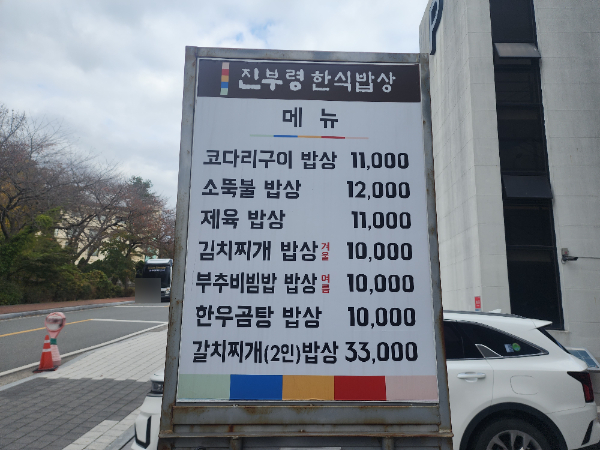 진부령 한식밥상
메뉴
코다리구이 밥상 11,000
소뚝불 밥상 12,000
제육 밥상 11,000
김치찌개 밥상 겨울 10,000
부추비빔밥 밥상 여름 10,000
한우곰탕 밥상 10,000
갈치찌개(2인)밥상 33,000
P